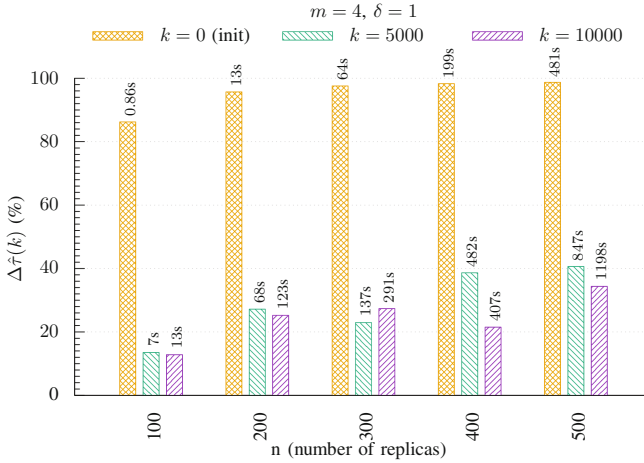 m = 4, δ = 1
k = 0 (init) k = 5000 k = 10000
100
80
60
40
20
0
Δτ̂(k) (%)
0.86s 7s 13s
13s 68s 123s
64s 137s 291s
199s 482s 407s
481s 847s 1198s
100 200 300 400 500
n (number of replicas)